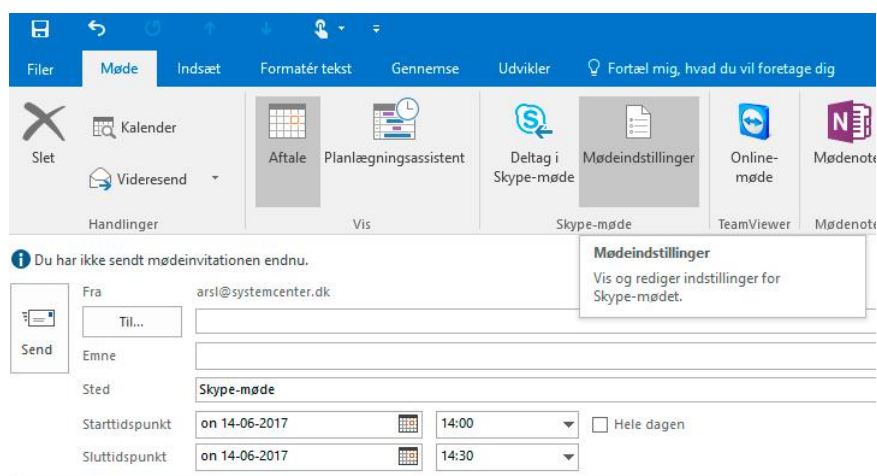 Filer Møde Indsæt Formatér tekst Gennemse Udvikler Fortæl mig, hvad du vil foretage dig
Slet
Kalender
Videresend
Handlinger
Aftale
Planlægningsassistent
Vis
Deltag i
Skype-møde
Mødeindstillinger
Skype-møde
Online-
møde
TeamViewer
N
Mødenote
Mødenote
Mødeindstillinger
Vis og rediger indstillinger for
Skype-mødet.
Du har ikke sendt mødeinvitationen endnu.
Send
Fra arsl@systemcenter.dk
Til...
Emne
Sted Skype-møde
Starttidspunkt on 14-06-2017 14:00 Hele dagen
Sluttidspunkt on 14-06-2017 14:30